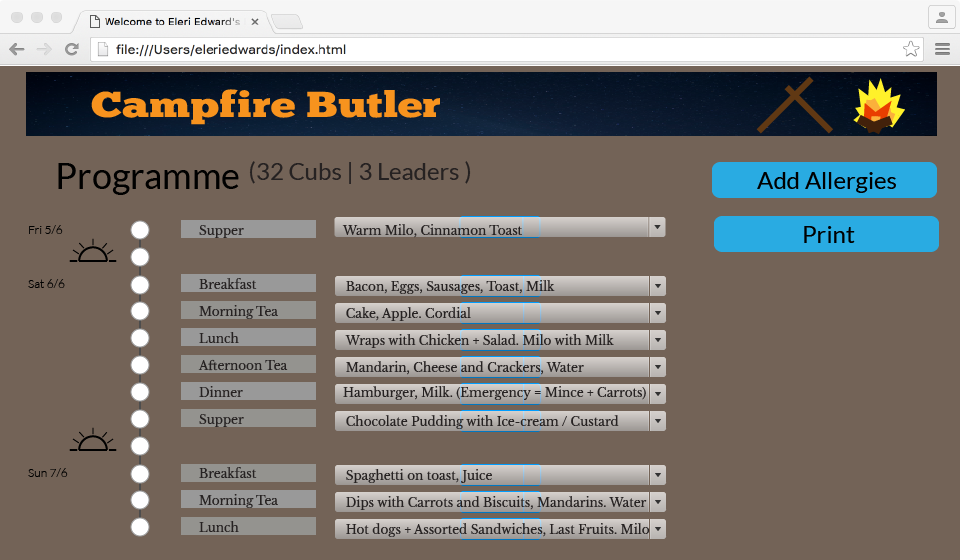 Welcome to Eleri Edward's
file:///Users/eleriedwards/index.html
Campfire Butler
Programme (32 Cubs | 3 Leaders )
Add Allergies
Print
Fri 5/6 Supper Warm Milo, Cinnamon Toast
Sat 6/6 Breakfast Bacon, Eggs, Sausages, Toast, Milk
Morning Tea Cake, Apple. Cordial
Lunch Wraps with Chicken + Salad. Milo with Milk
Afternoon Tea Mandarin, Cheese and Crackers, Water
Dinner Hamburger, Milk. (Emergency = Mince + Carrots)
Supper Chocolate Pudding with Ice-cream / Custard
Sun 7/6 Breakfast Spaghetti on toast, Juice
Morning Tea Dips with Carrots and Biscuits, Mandarins. Water
Lunch Hot dogs + Assorted Sandwiches, Last Fruits. Milo